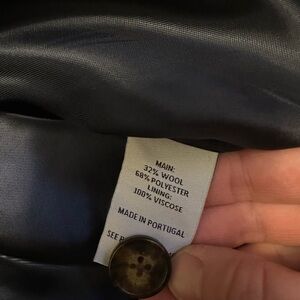 MAIN:
32% WOOL
68% POLYESTER
LINING:
100% VISCOSE
MADE IN PORTUGAL
SEE